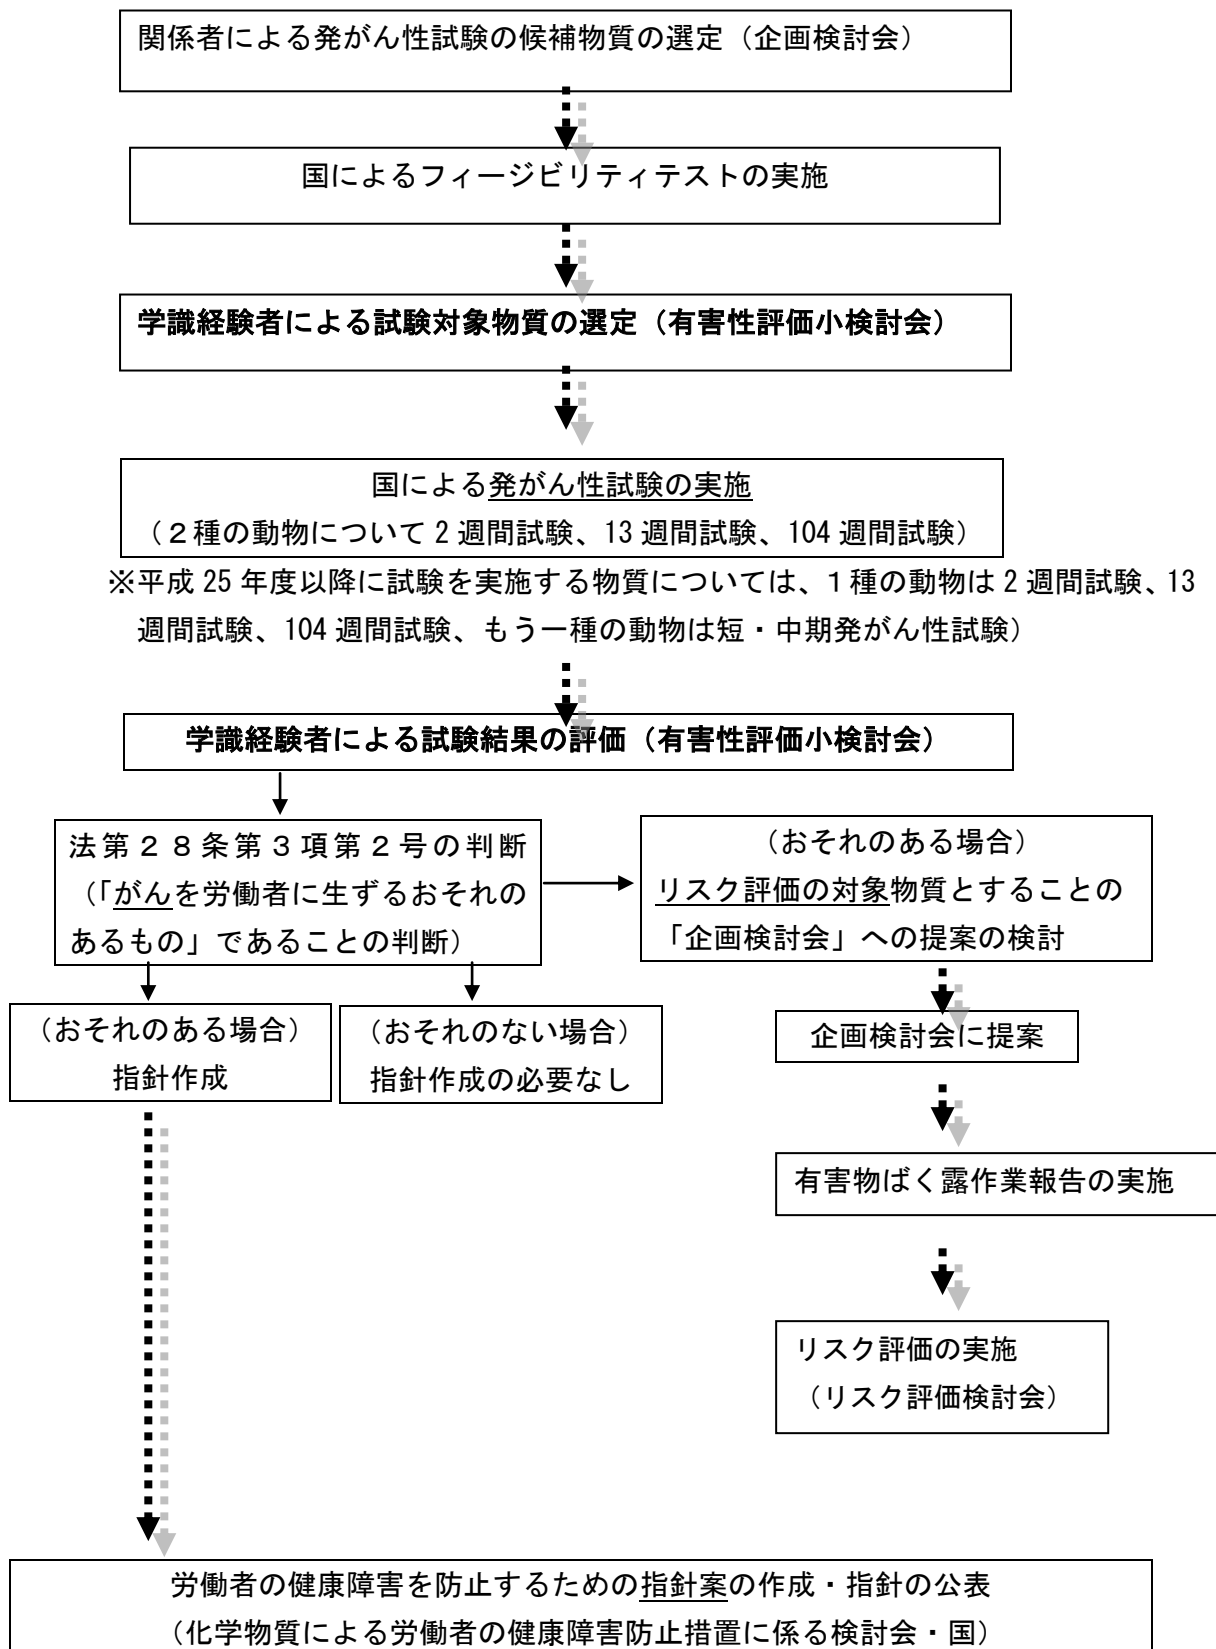 関係者による発がん性試験の候補物質の選定（企画検討会）
国によるフィージビリティテストの実施
学識経験者による試験対象物質の選定（有害性評価小検討会）
国による発がん性試験の実施
（２種の動物について 2 週間試験、13 週間試験、104 週間試験）
※平成 25 年度以降に試験を実施する物質については、１種の動物は 2 週間試験、13
週間試験、104 週間試験、もう一種の動物は短・中期発がん性試験）
学識経験者による試験結果の評価（有害性評価小検討会）
法第２８条第３項第２号の判断
（「がんを労働者に生ずるおそれの
あるもの」であることの判断）
（おそれのある場合）
リスク評価の対象物質とすることの
「企画検討会」への提案の検討
（おそれのある場合）
指針作成
（おそれのない場合）
指針作成の必要なし
企画検討会に提案
有害物ばく露作業報告の実施
リスク評価の実施
（リスク評価検討会）
労働者の健康障害を防止するための指針案の作成・指針の公表
（化学物質による労働者の健康障害防止措置に係る検討会・国）